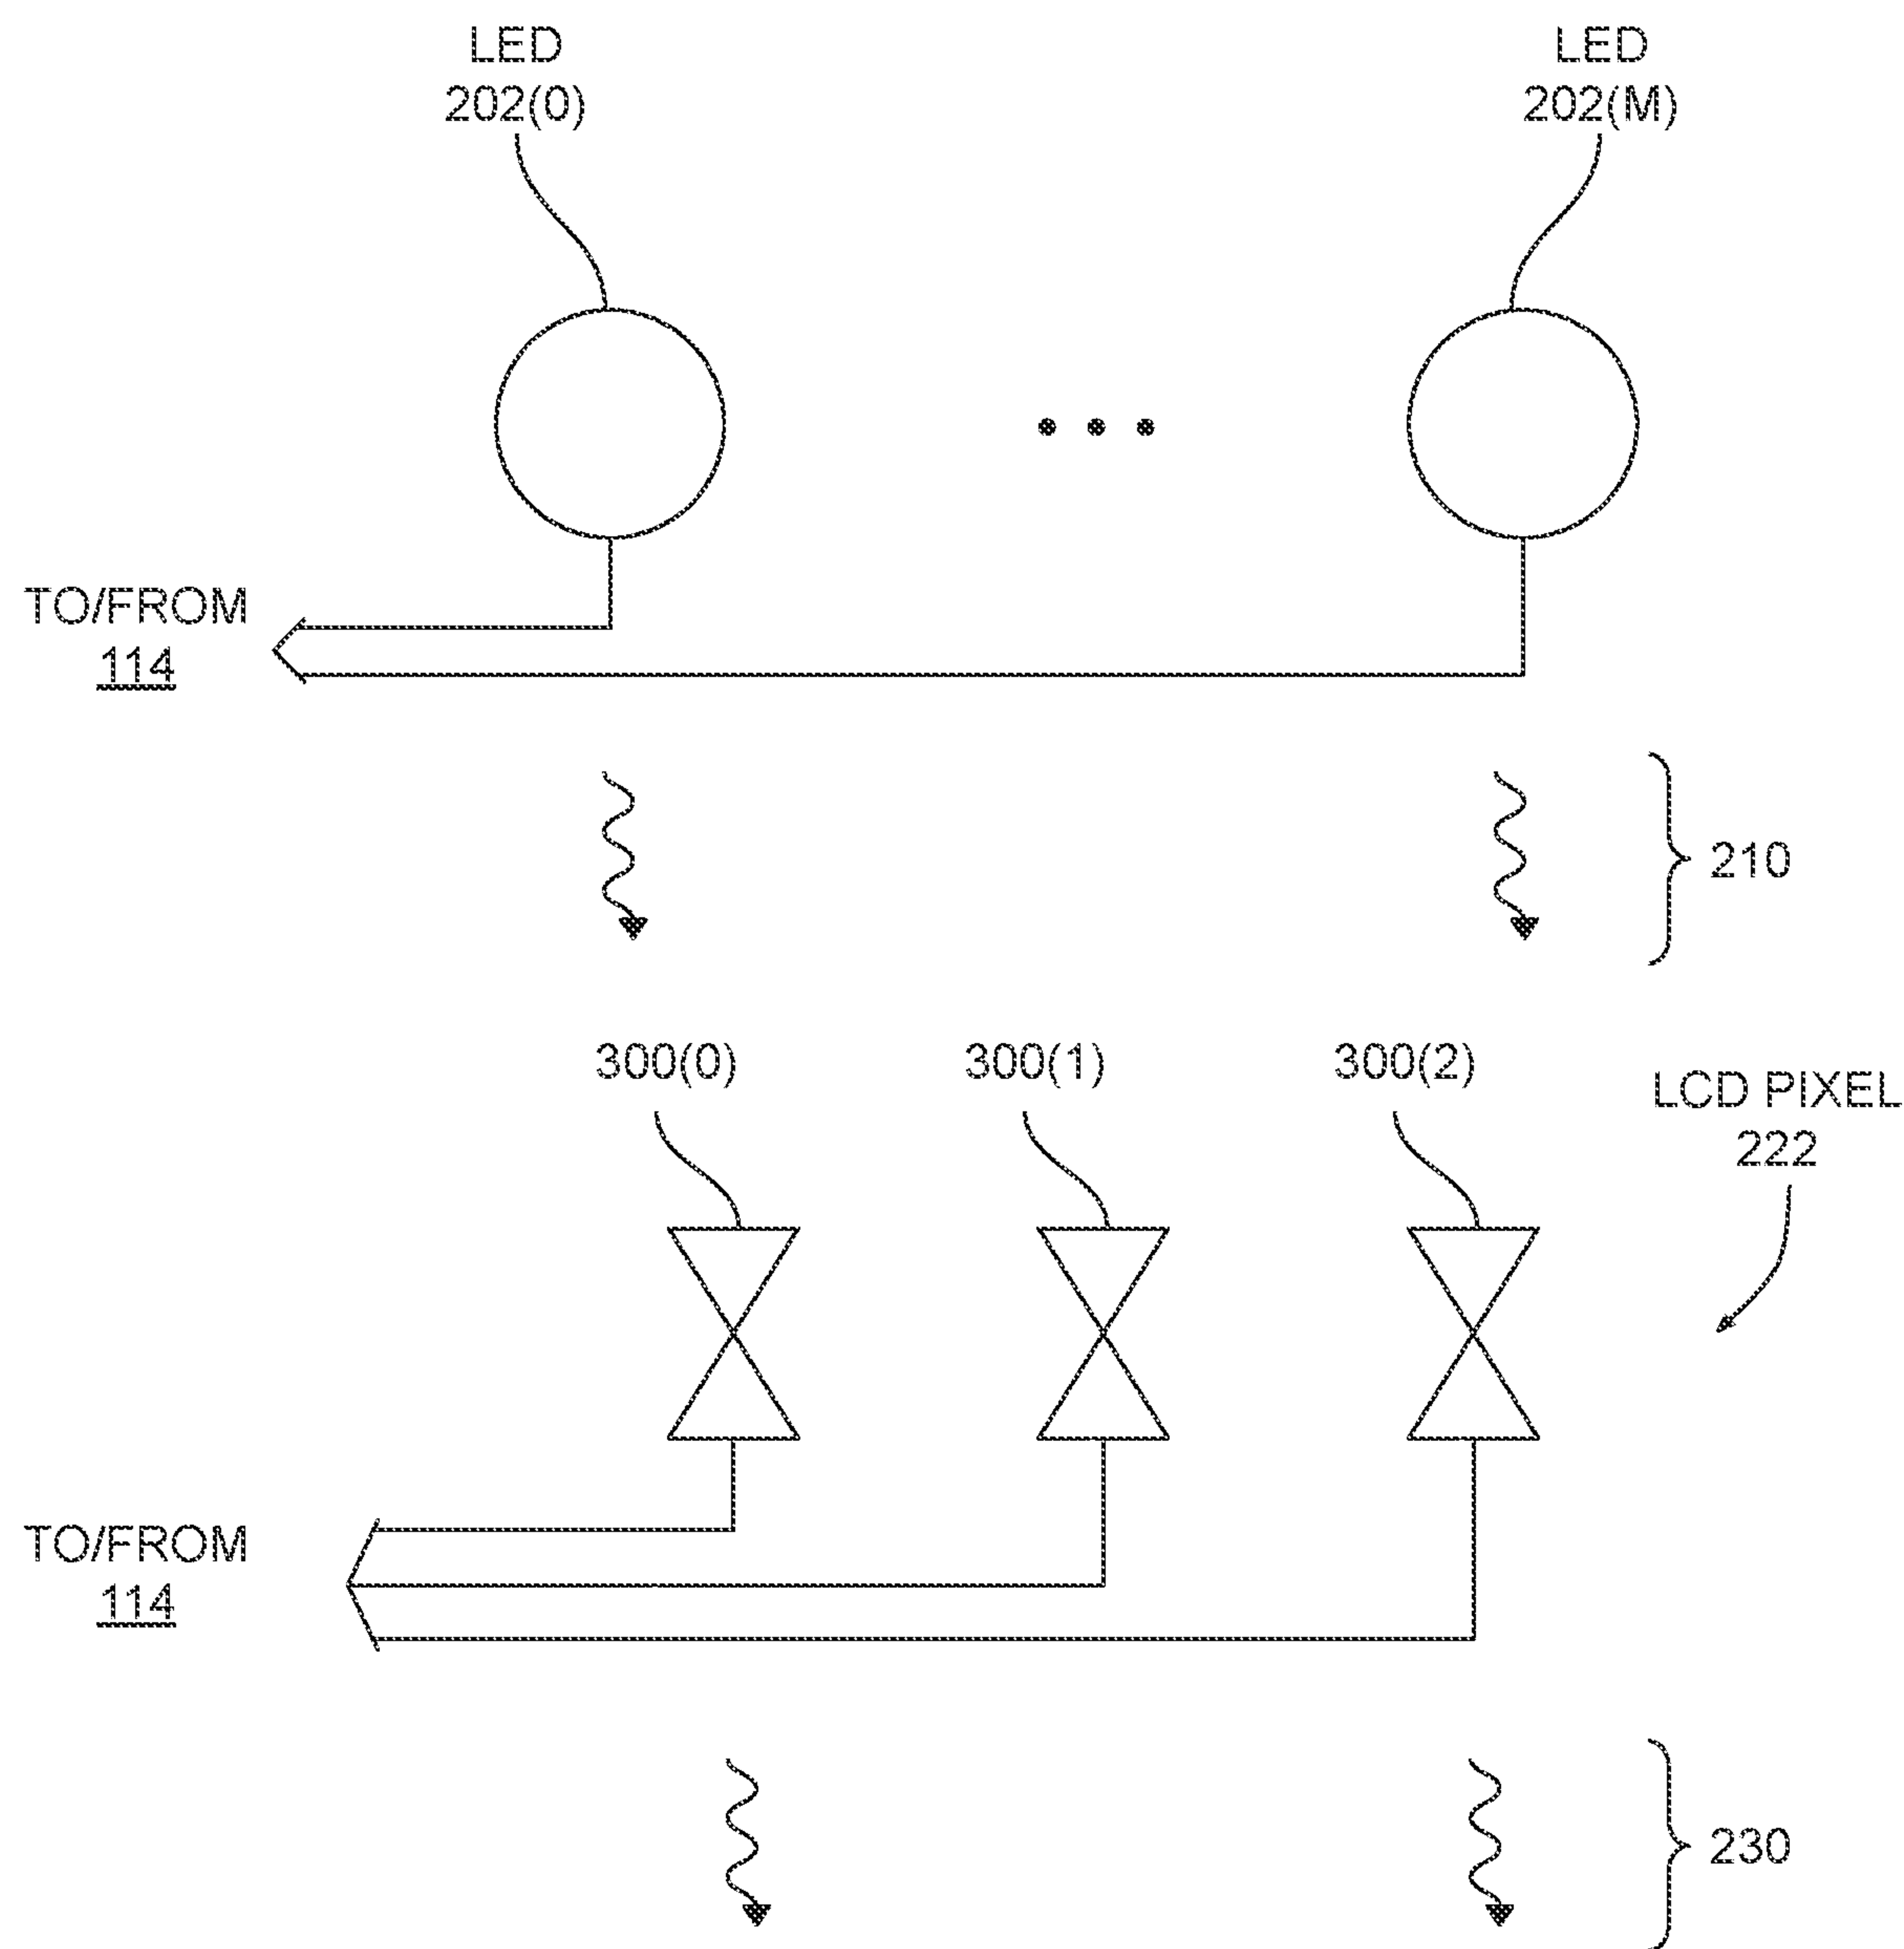 LED
202(0)
LED
202(M)
TO/FROM
114
210
300(0)
300(1)
300(2)
LCD PIXEL
222
TO/FROM
114
230